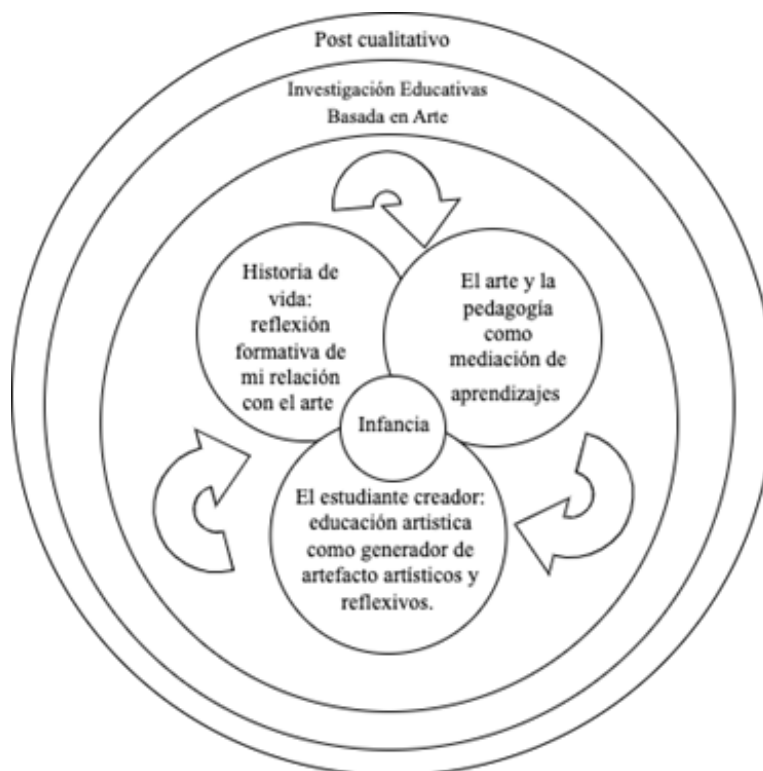 Post cualitativo
Investigación Educativas
Basada en Arte
Historia de
vida:
reflexión
formativa de
mi relación
con el arte
El arte y la
pedagogía
como
mediación de
aprendizajes
Infancia
El estudiante creador:
educación artistica
como generador de
artefacto artísticos y
reflexivos.